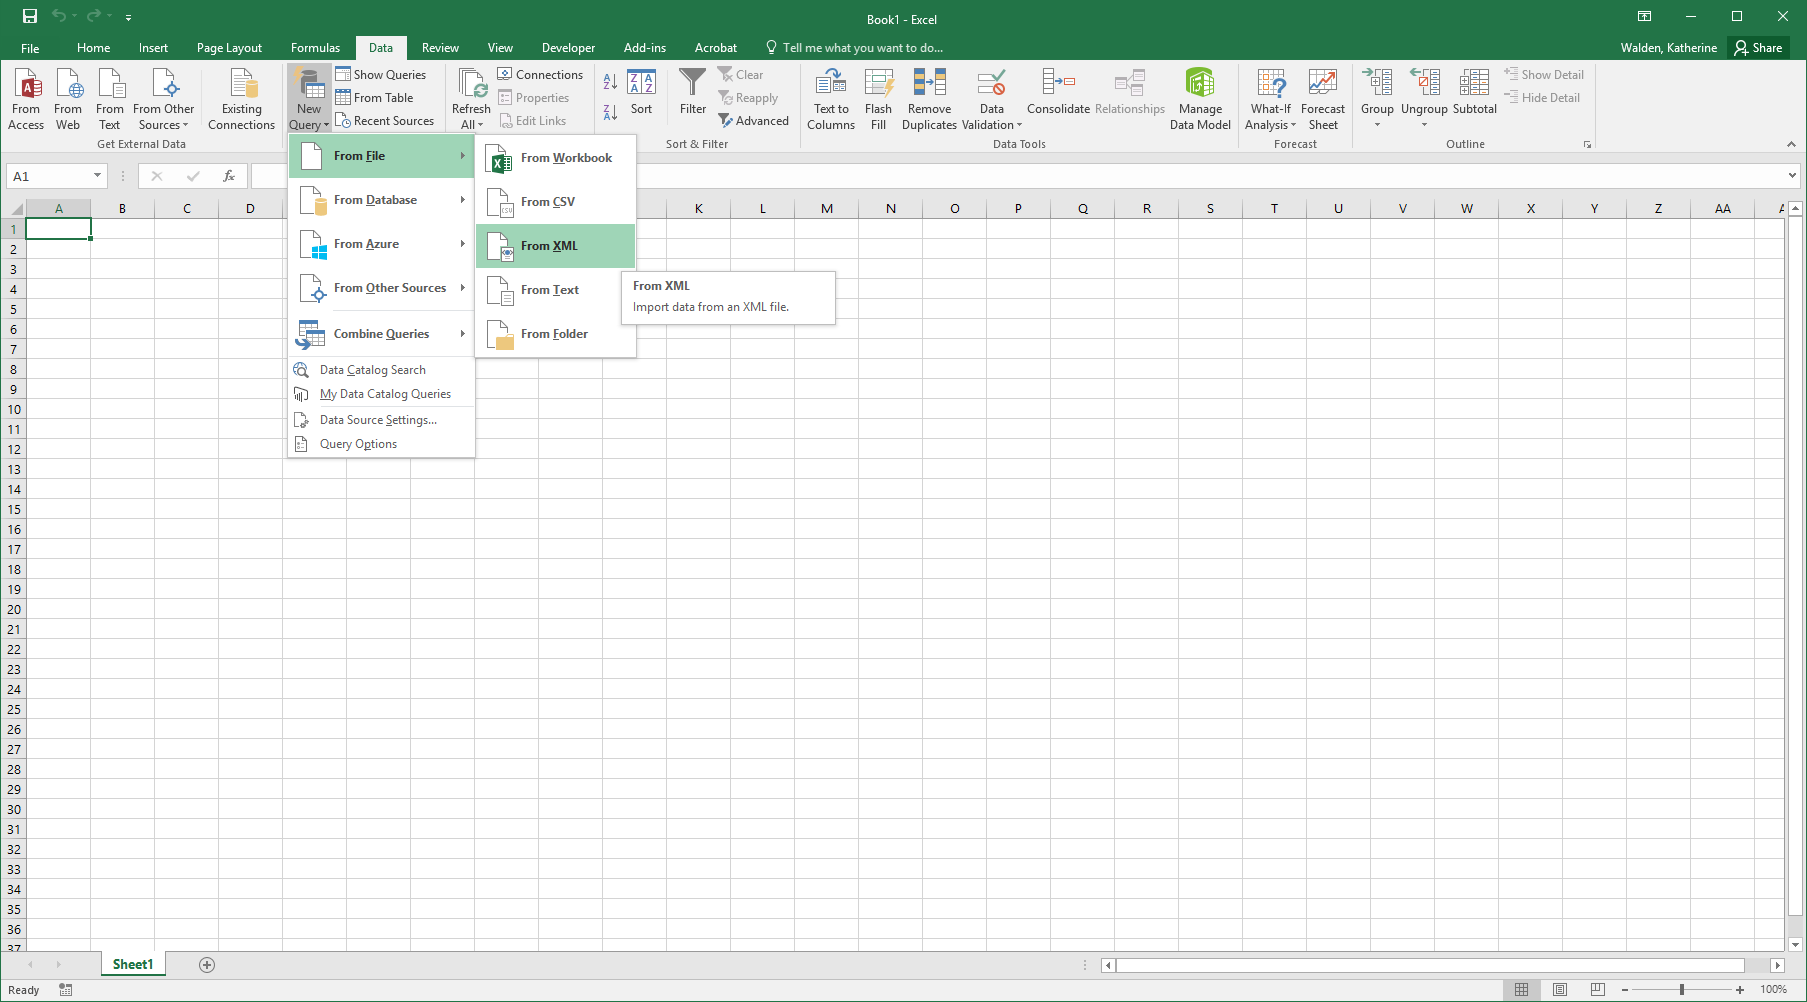 Book1 - Excel
File Home Insert Page Layout Formulas Data Review View Developer Add-ins Acrobat Tell me what you want to do... Walden, Katherine Share
From Access
From Web
From Text
From Other Sources
Existing Connections
Get External Data
New Query
Show Queries
From Table
Recent Sources
Refresh All
Connections
Properties
Edit Links
Sort
Filter
Clear
Reapply
Advanced
Sort & Filter
Text to Columns
Flash Fill
Remove Duplicates
Data Validation
Consolidate
Relationships
Manage Data Model
Data Tools
What-If Analysis
Forecast Sheet
Forecast
Group
Ungroup
Subtotal
Show Detail
Hide Detail
Outline
From File
From Database
From Azure
From Other Sources
Combine Queries
Data Catalog Search
My Data Catalog Queries
Data Source Settings...
Query Options
From Workbook
From CSV
From XML
From Text
From Folder
From XML
Import data from an XML file.
A1 fx
A B C D K L M N O P Q R S T U V W X Y Z AA
1
2
3
4
5
6
7
8
9
10
11
12
13
14
15
16
17
18
19
20
21
22
23
24
25
26
27
28
29
30
31
32
33
34
35
36
37
Sheet1
Ready 100%